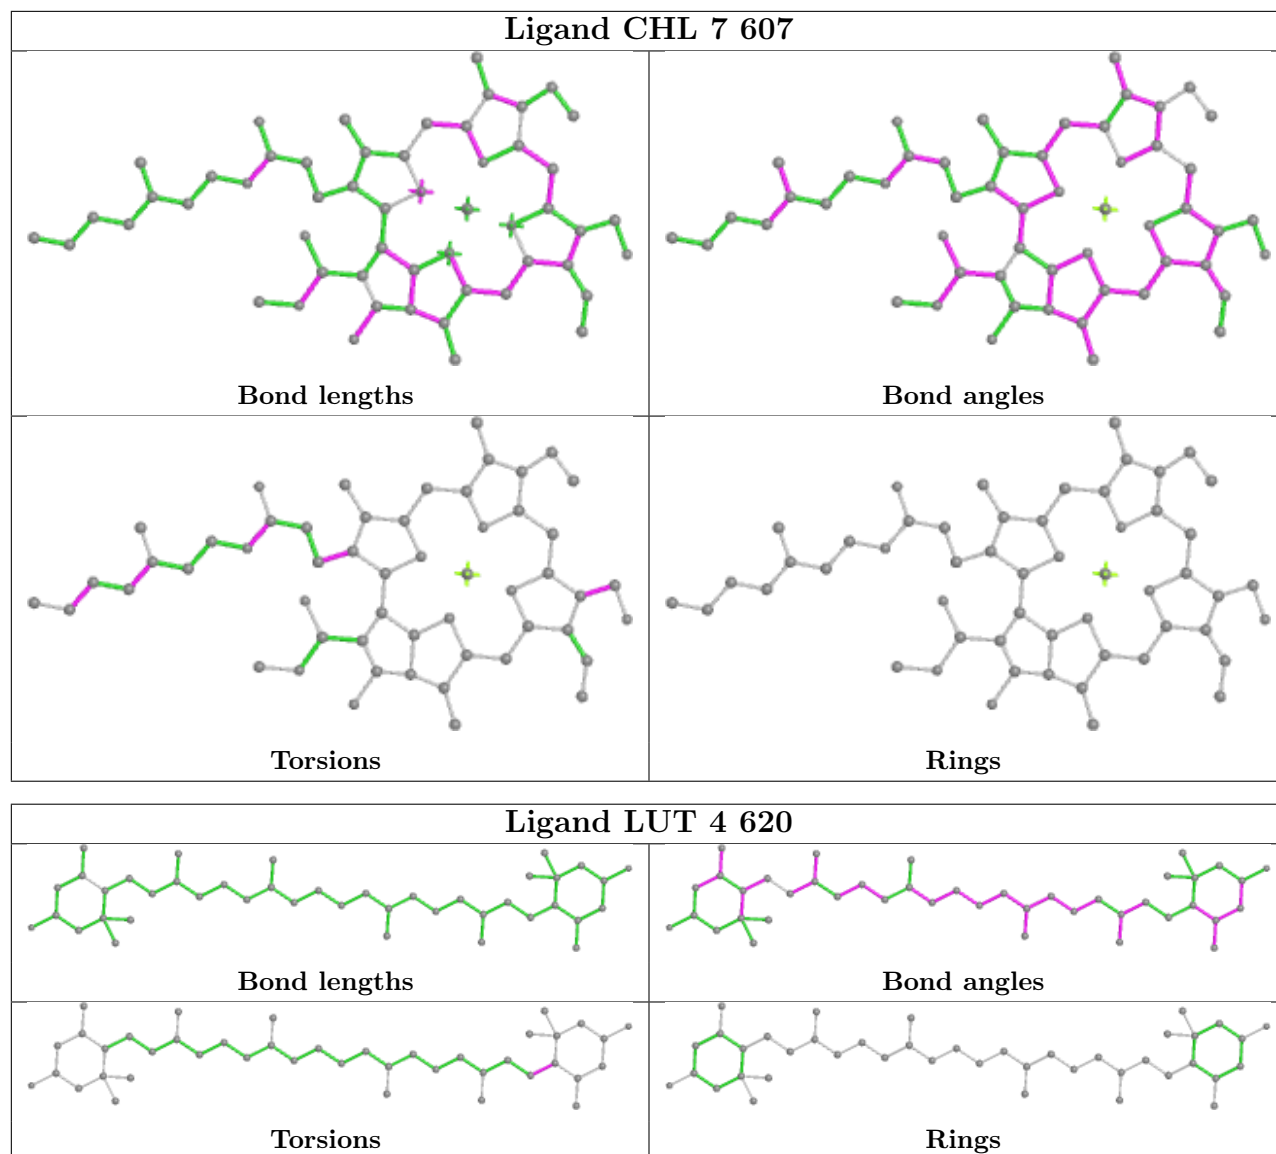 Ligand CHL 7 607
Bond lengths
Bond angles
Torsions
Rings
Ligand LUT 4 620
Bond lengths
Bond angles
Torsions
Rings